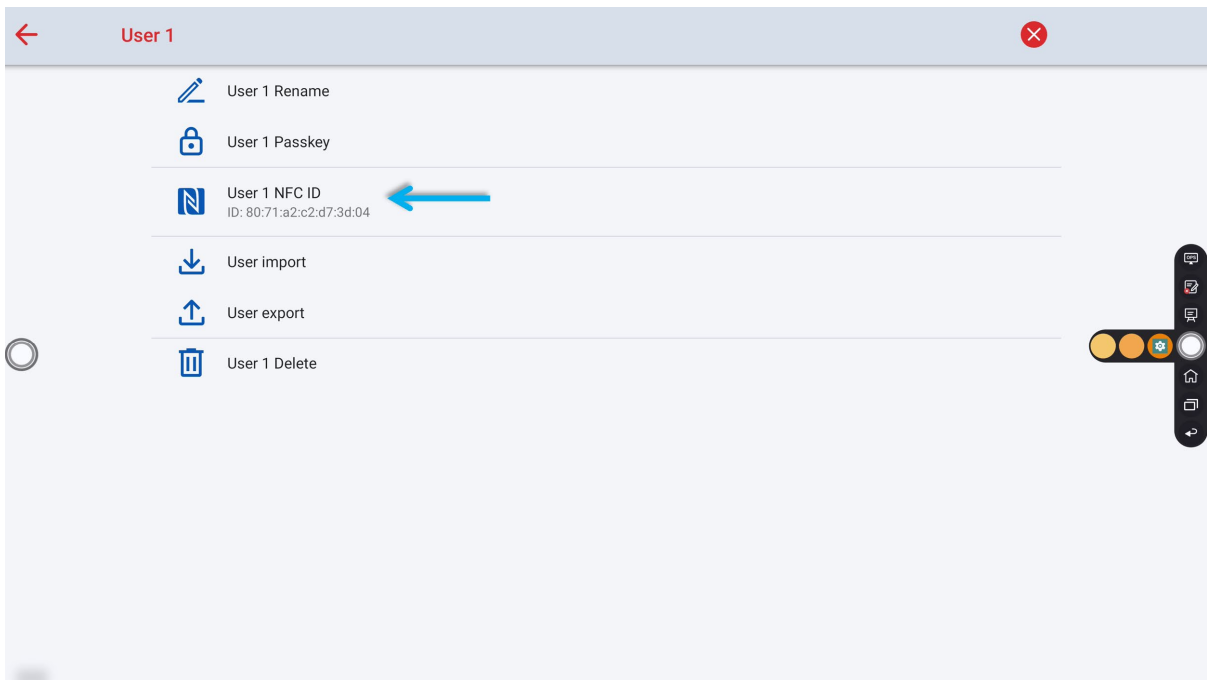 User 1
User 1 Rename
User 1 Passkey
User 1 NFC ID
ID: 80:71:a2:c2:d7:3d:04
User import
OPS
User export
User 1 Delete